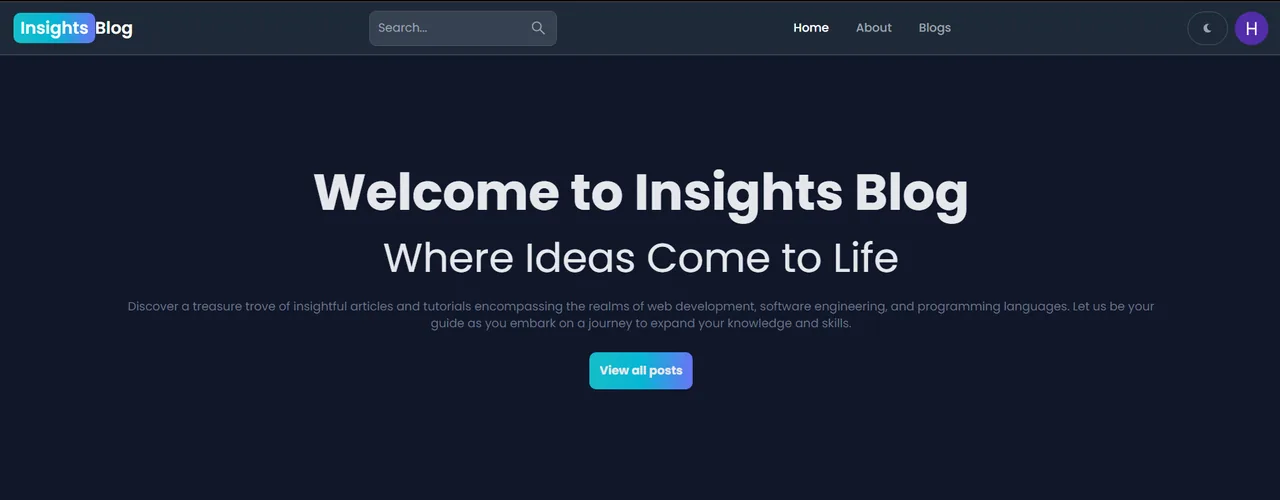 Insights Blog
Search...
Home
About
Blogs
H
Welcome to Insights Blog
Where Ideas Come to Life
Discover a treasure trove of insightful articles and tutorials encompassing the realms of web development, software engineering, and programming languages. Let us be your
guide as you embark on a journey to expand your knowledge and skills.
View all posts